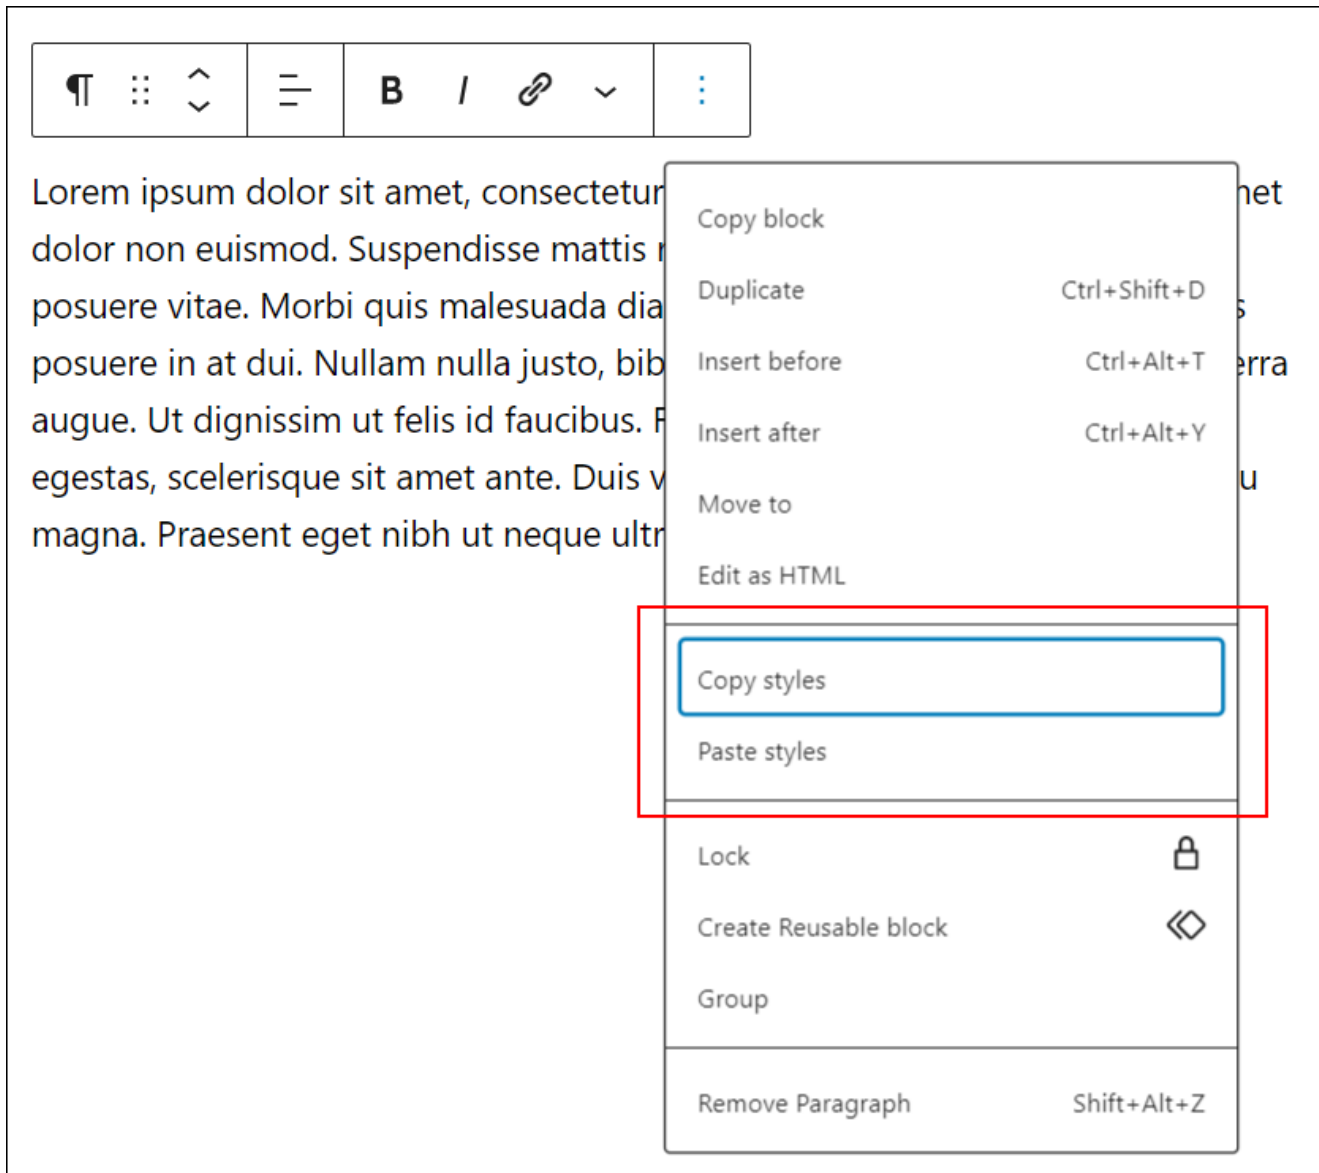 B I
Lorem ipsum dolor sit amet, consectetur
dolor non euismod. Suspendisse mattis
posuere vitae. Morbi quis malesuada
posuere in at dui. Nullam nulla justo,
augue. Ut dignissim ut felis id faucibus.
egestas, scelerisque sit amet ante. Duis
magna. Praesent eget nibh ut neque
Copy block
Duplicate Ctrl+Shift+D
Insert before Ctrl+Alt+T
Insert after Ctrl+Alt+Y
Move to
Edit as HTML
Copy styles
Paste styles
Lock
Create Reusable block
Group
Remove Paragraph Shift+Alt+Z